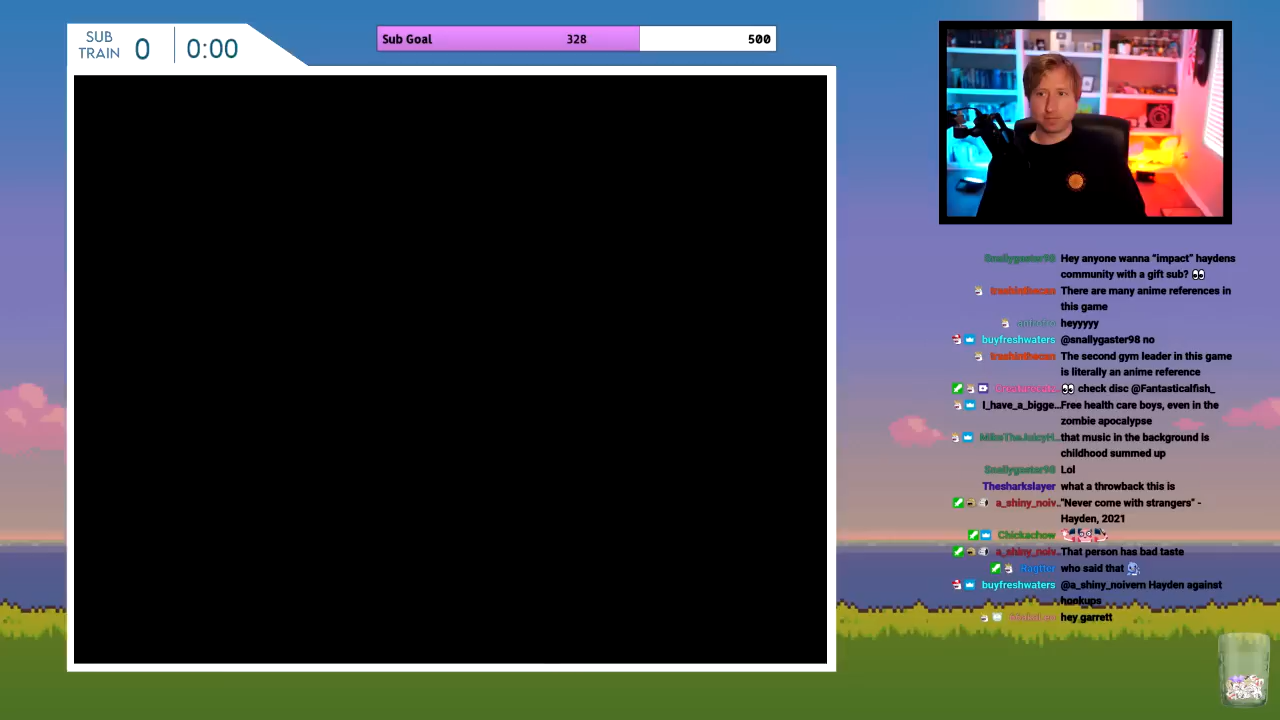 SUB
TRAIN 0 0:00
Sub Goal 328 500
Snallygaster98 Hey anyone wanna “impact” haydens
community with a gift sub?
trashinthecan There are many anime references in
this game
heyyyyy
buyfreshwaters @snallygaster98 no
trashinthecan The second gym leader in this game
is literally an anime reference
check disc @Fantasticalfish_
I_have_a_bigge... Free health care boys, even in the
zombie apocalypse
MikeTheJuicyH... that music in the background is
childhood summed up
Snallygaster98 Lol
Thesharkslayer what a throwback this is
a_shiny_noiv... "Never come with strangers" -
Hayden, 2021
Chickachow
a_shiny_noiv... That person has bad taste
who said that
buyfreshwaters @a_shiny_noivern Hayden against
hookups
hey garrett